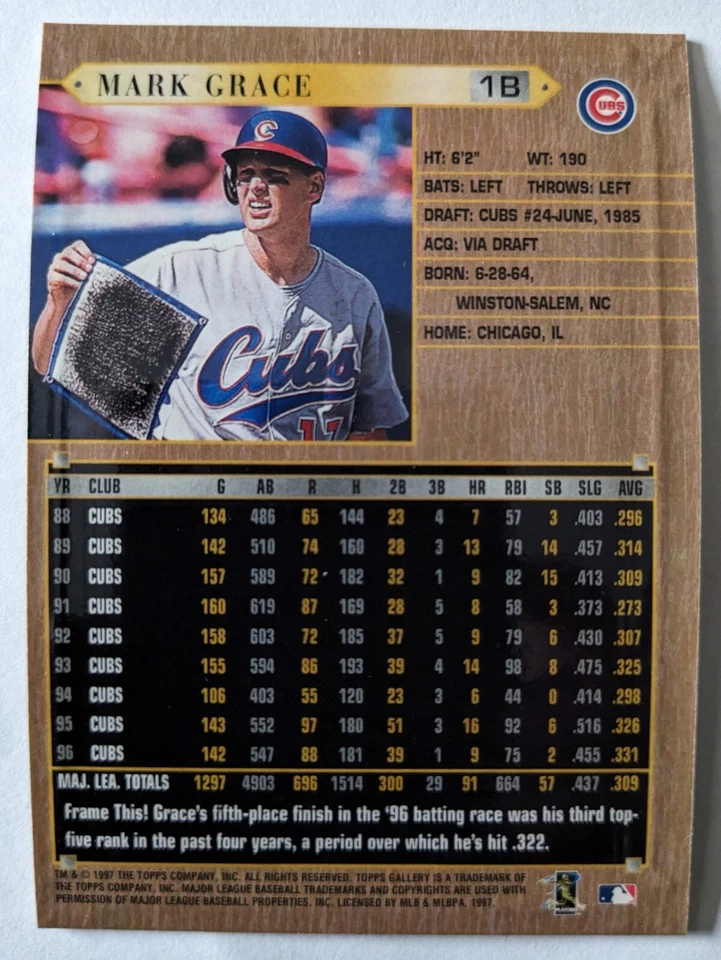 MARK GRACE 1B
CUBS
HT: 6'2" WT: 190
BATS: LEFT THROWS: LEFT
DRAFT: CUBS #24-JUNE, 1985
ACQ: VIA DRAFT
BORN: 6-28-64,
WINSTON-SALEM, NC
HOME: CHICAGO, IL
C
Cubs
17
YR CLUB G AB R H 2B 3B HR RBI SB SLG AVG
88 CUBS 134 486 65 144 23 4 7 57 3 .403 .296
89 CUBS 142 510 74 160 28 3 13 79 14 .457 .314
90 CUBS 157 589 72 182 32 1 9 82 15 .413 .309
91 CUBS 160 619 87 169 28 5 8 58 3 .373 .273
92 CUBS 158 603 72 185 37 5 9 79 6 .430 .307
93 CUBS 155 594 86 193 39 4 14 98 8 .475 .325
94 CUBS 106 403 55 120 23 3 6 44 0 .414 .298
95 CUBS 143 552 97 180 51 3 16 92 6 .516 .326
96 CUBS 142 547 88 181 39 1 9 75 2 .455 .331
MAJ. LEA. TOTALS 1297 4903 696 1514 300 29 91 664 57 .437 .309
Frame This! Grace's fifth-place finish in the '96 batting race was his third top-
five rank in the past four years, a period over which he's hit .322.
TM & © 1997 THE TOPPS COMPANY, INC. ALL RIGHTS RESERVED. TOPPS GALLERY IS A TRADEMARK OF
THE TOPPS COMPANY, INC. MAJOR LEAGUE BASEBALL TRADEMARKS AND COPYRIGHTS ARE USED WITH
PERMISSION OF MAJOR LEAGUE BASEBALL PROPERTIES, INC. LICENSED BY MLB & MLBPA, 1997.